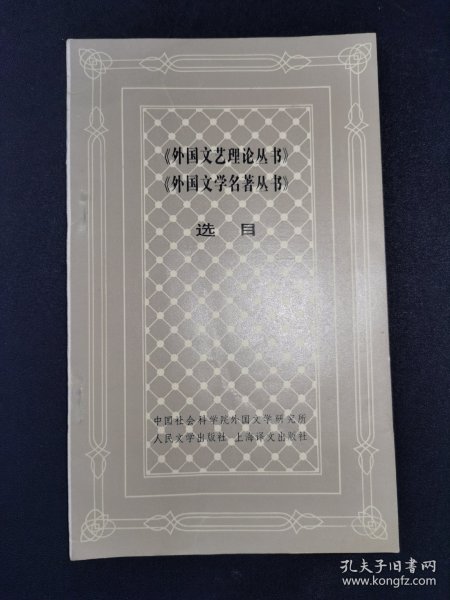 《外国文艺理论丛书》
《外国文学名著丛书》
选目
中国社会科学院外国文学研究所
人民文学出版社 上海译文出版社
孔夫子旧书网
www.kongfz.com